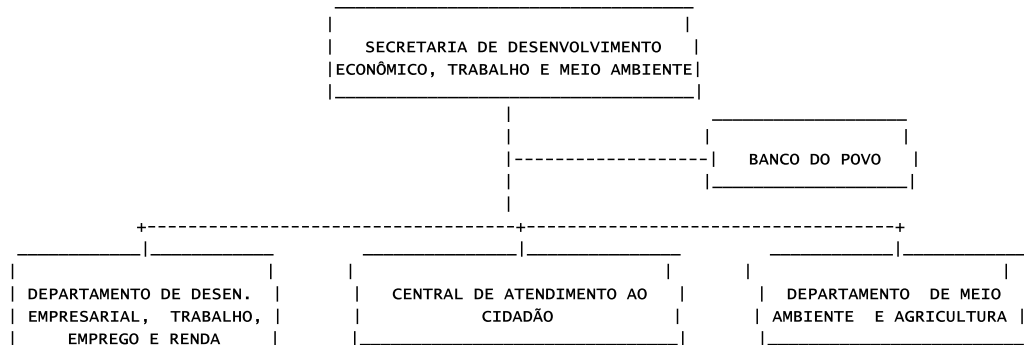 SECRETARIA DE DESENVOLVIMENTO
ECONÔMICO, TRABALHO E MEIO AMBIENTE
BANCO DO POVO
DEPARTAMENTO DE DESEN.
EMPRESARIAL, TRABALHO,
EMPREGO E RENDA
CENTRAL DE ATENDIMENTO AO
CIDADÃO
DEPARTAMENTO DE MEIO
AMBIENTE E AGRICULTURA